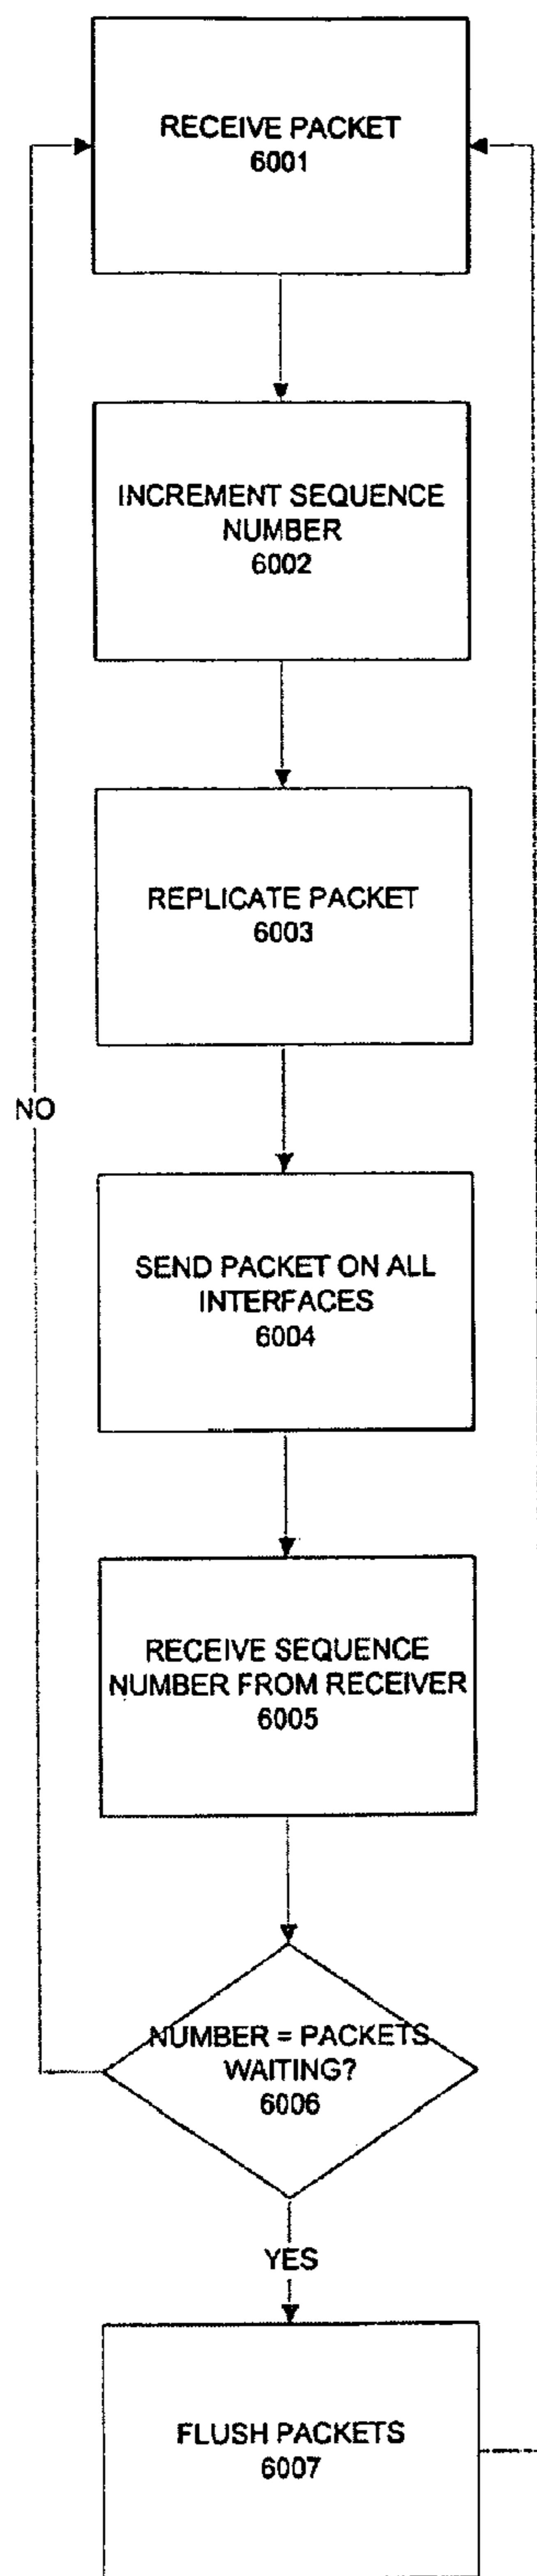 RECEIVE PACKET
6001
INCREMENT SEQUENCE
NUMBER
6002
REPLICATE PACKET
6003
SEND PACKET ON ALL
INTERFACES
6004
RECEIVE SEQUENCE
NUMBER FROM RECEIVER
6005
NO
NUMBER = PACKETS
WAITING?
6006
YES
FLUSH PACKETS
6007